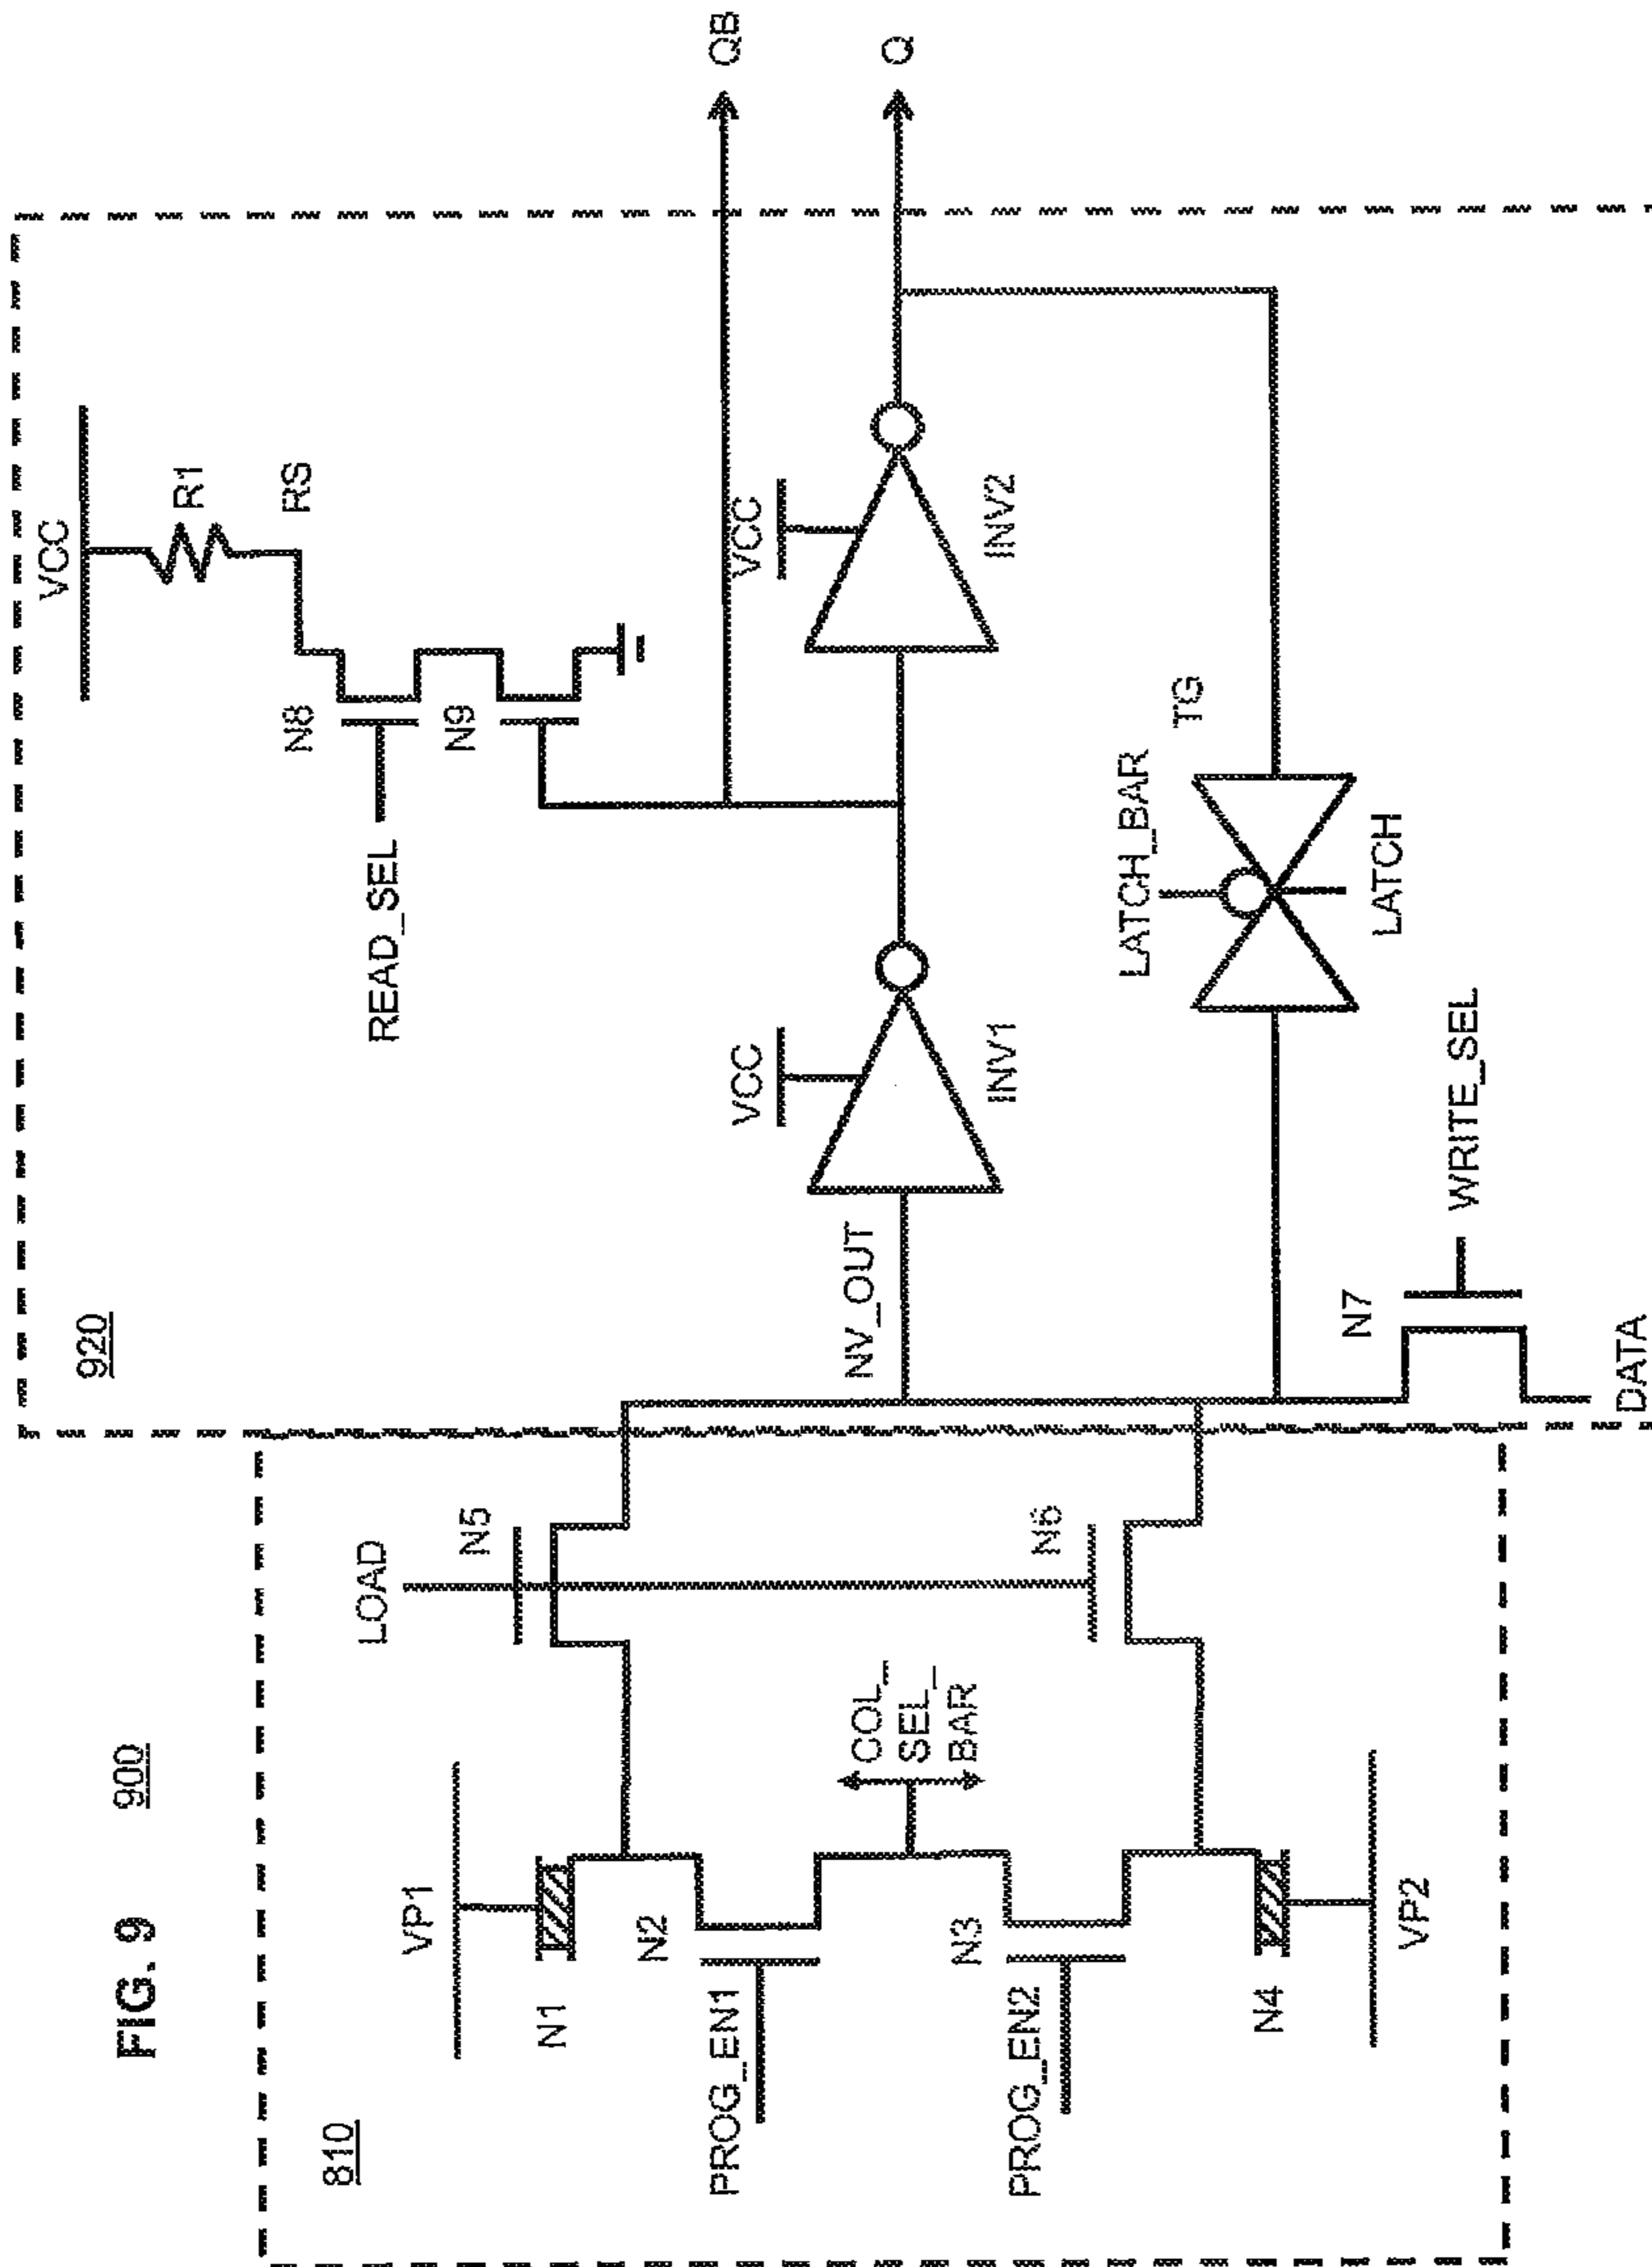 FIG. 9
900
810
920
VP1
N1
N2
PROG_EN1
COL_
SEL_
BAR
N3
PROG_EN2
N4
VP2
LOAD
N5
N6
NV_OUT
VCC
INV1
VCC
INV2
VCC
R1
RS
N8
READ_SEL
N9
QB
Q
TG
LATCH_BAR
LATCH
N7
WRITE_SEL
DATA